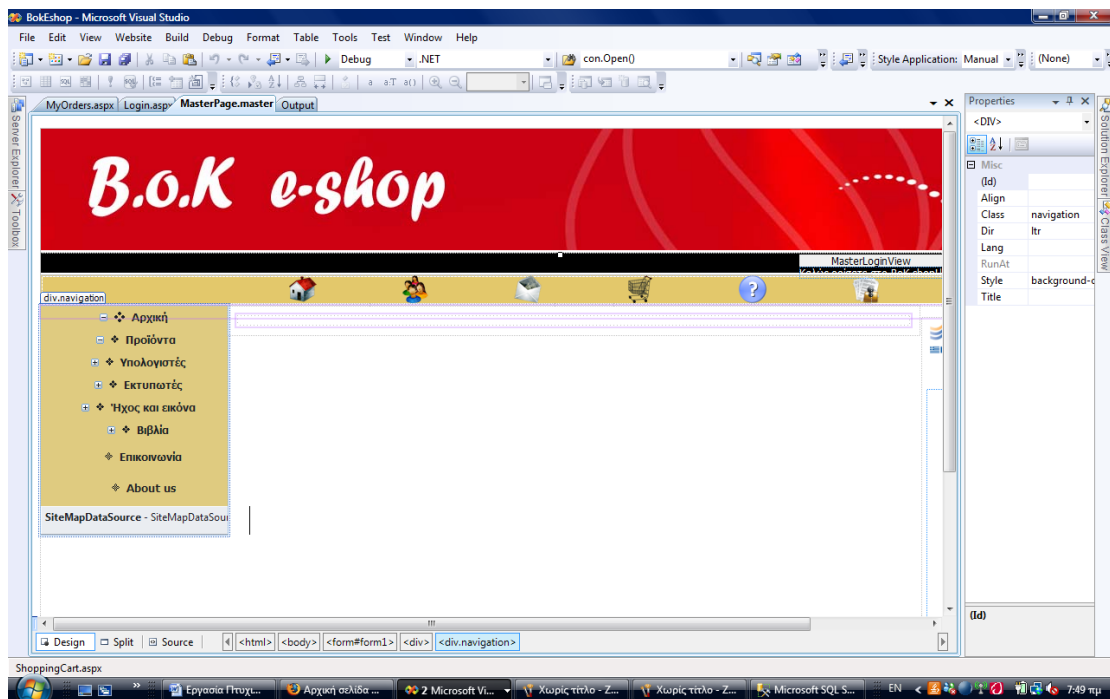 BokEshop - Microsoft Visual Studio
File Edit View Website Build Debug Format Table Tools Test Window Help
Debug .NET con.Open() Style Application: Manual (None)
MyOrders.aspx Login.asp MasterPage.master Output
Properties
<DIV>
Misc
(Id)
Align
Class navigation
Dir ltr
Lang
RunAt
Style background-c
Title
(Id)
Server Explorer
Toolbox
Solution Explorer
Class View
B.o.K e-shop
MasterLoginView
div.navigation
Αρχική
Προϊόντα
Υπολογιστές
Εκτυπωτές
Ήχος και εικόνα
Βιβλία
Επικοινωνία
About us
SiteMapDataSource - SiteMapDataSour
Design Split Source <html> <body> <form#form1> <div> <div.navigation>
ShoppingCart.aspx
Εργασία Πτυχι... Αρχική σελίδα ... 2 Microsoft Vi... Χωρίς τίτλο - Ζ... Χωρίς τίτλο - Ζ... Microsoft SQL S... EN 7:49 πμ